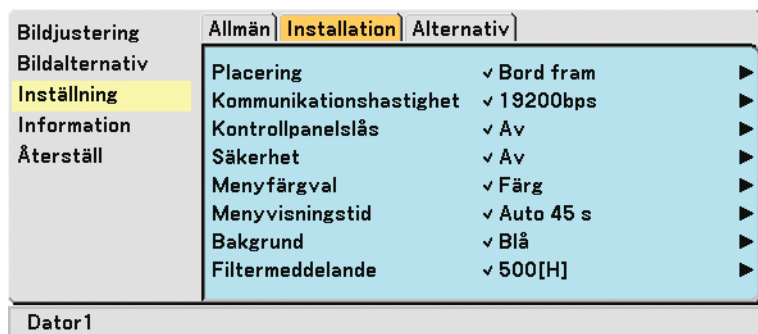 Bildjustering
Bildalternativ
Inställning
Information
Återställ
Allmän Installation Alternativ
Placering ✓ Bord fram ▶
Kommunikationshastighet ✓ 19200bps ▶
Kontrollpanelslås ✓ Av ▶
Säkerhet ✓ Av ▶
Menyfärgval ✓ Färg ▶
Menyvisningstid ✓ Auto 45 s ▶
Bakgrund ✓ Blå ▶
Filtermeddelande ✓ 500[H] ▶
Dator1